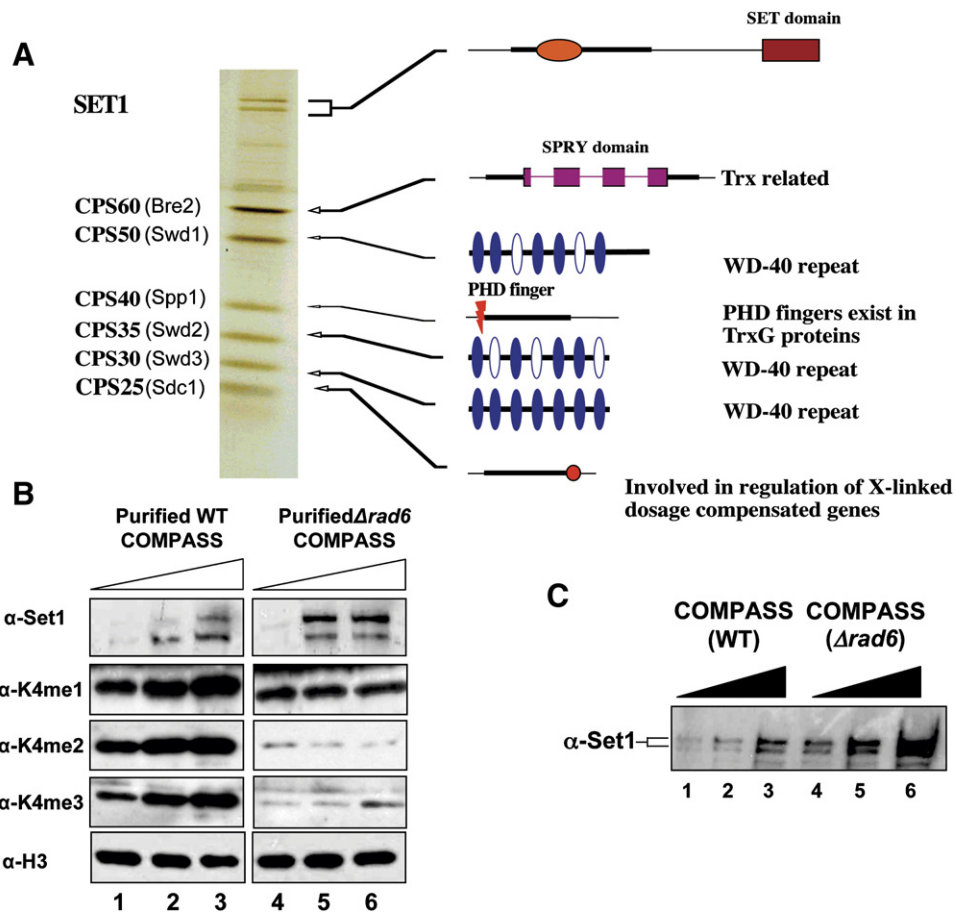 A
SET domain
SET1
SPRY domain
Trx related
CPS60 (Bre2)
CPS50 (Swd1)
WD-40 repeat
PHD finger
CPS40 (Spp1)
PHD fingers exist in
TrxG proteins
CPS35 (Swd2)
WD-40 repeat
CPS30 (Swd3)
CPS25 (Sdc1)
WD-40 repeat
Involved in regulation of X-linked
dosage compensated genes
B
Purified WT
COMPASS
PurifiedΔrad6
COMPASS
α-Set1
α-K4me1
α-K4me2
α-K4me3
α-H3
1 2 3 4 5 6
C
COMPASS
(WT)
COMPASS
(Δrad6)
α-Set1
1 2 3 4 5 6